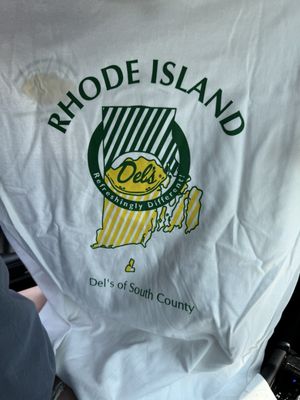 RHODE ISLAND
Del's
Refreshingly Different!
Del's of South County